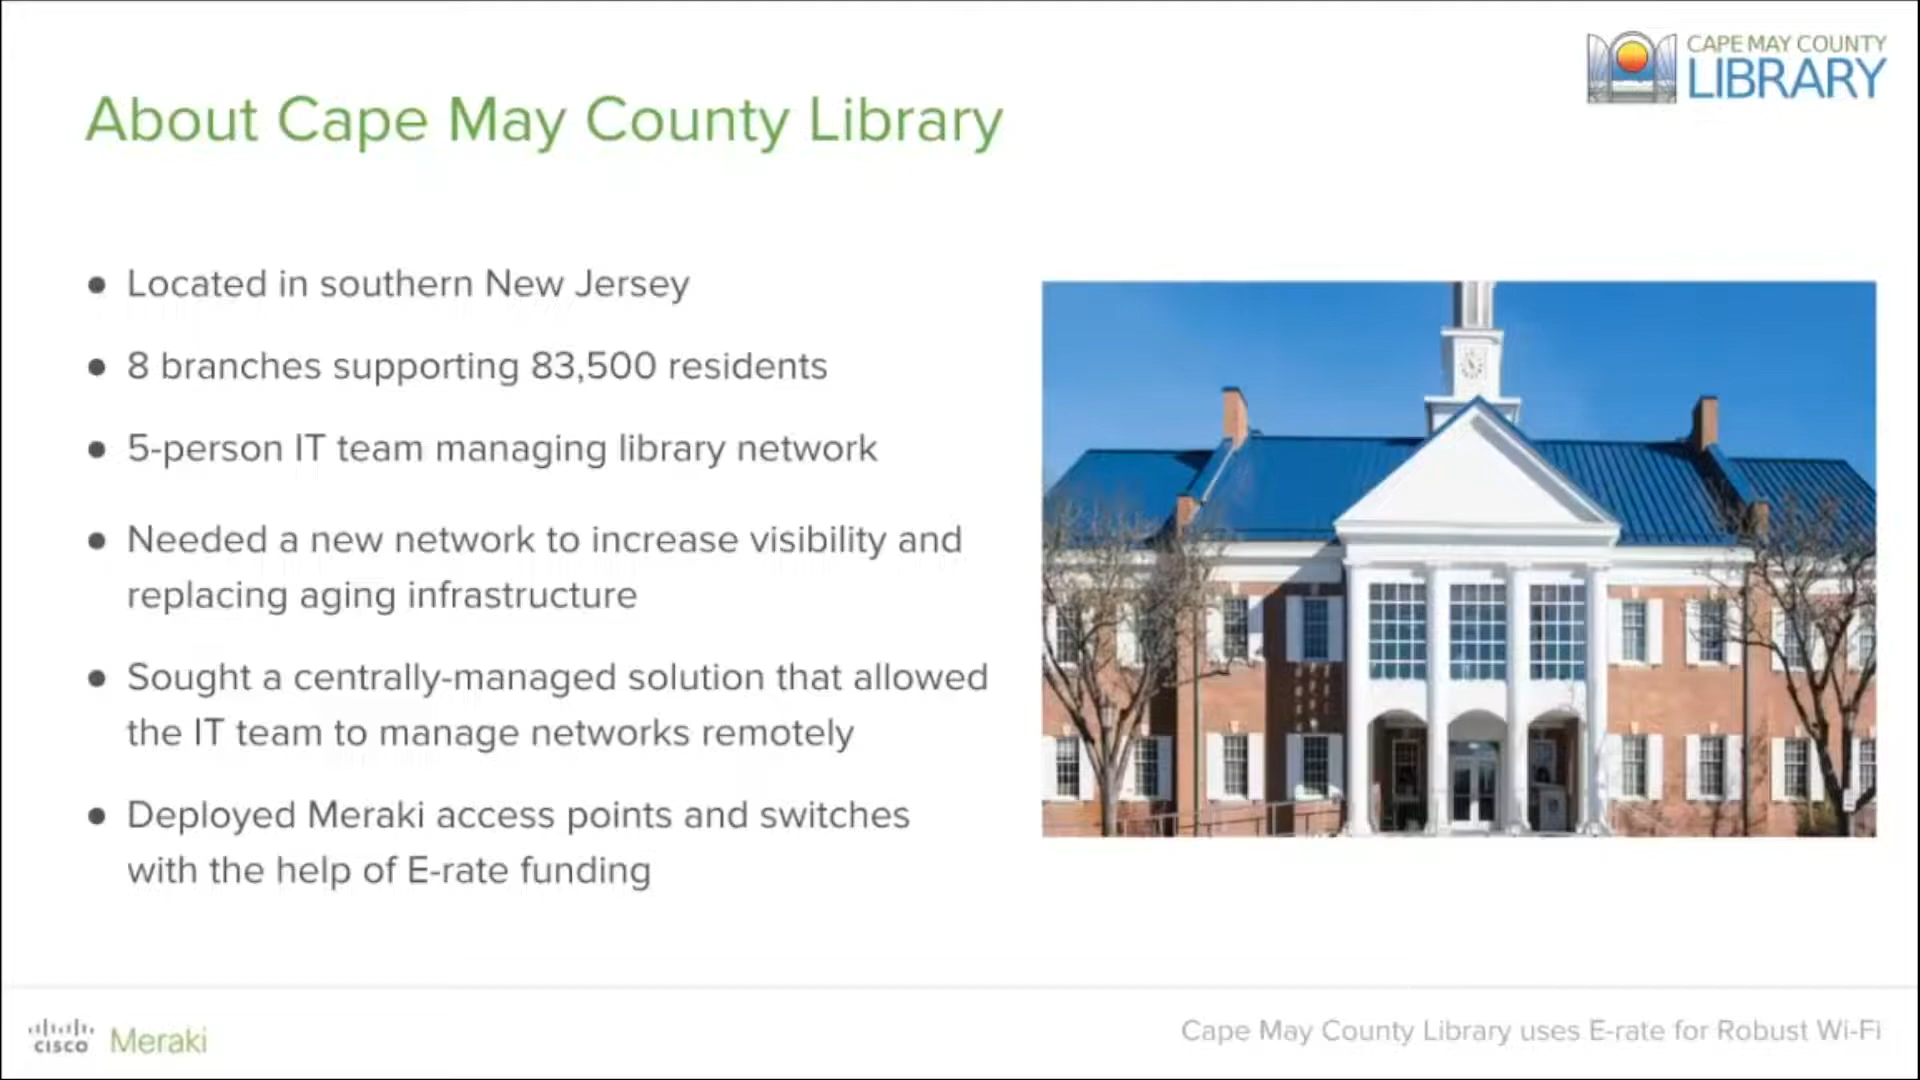 CAPE MAY COUNTY
LIBRARY
About Cape May County Library
● Located in southern New Jersey
● 8 branches supporting 83,500 residents
● 5-person IT team managing library network
● Needed a new network to increase visibility and
replacing aging infrastructure
● Sought a centrally-managed solution that allowed
the IT team to manage networks remotely
● Deployed Meraki access points and switches
with the help of E-rate funding
cisco Meraki
Cape May County Library uses E-rate for Robust Wi-Fi